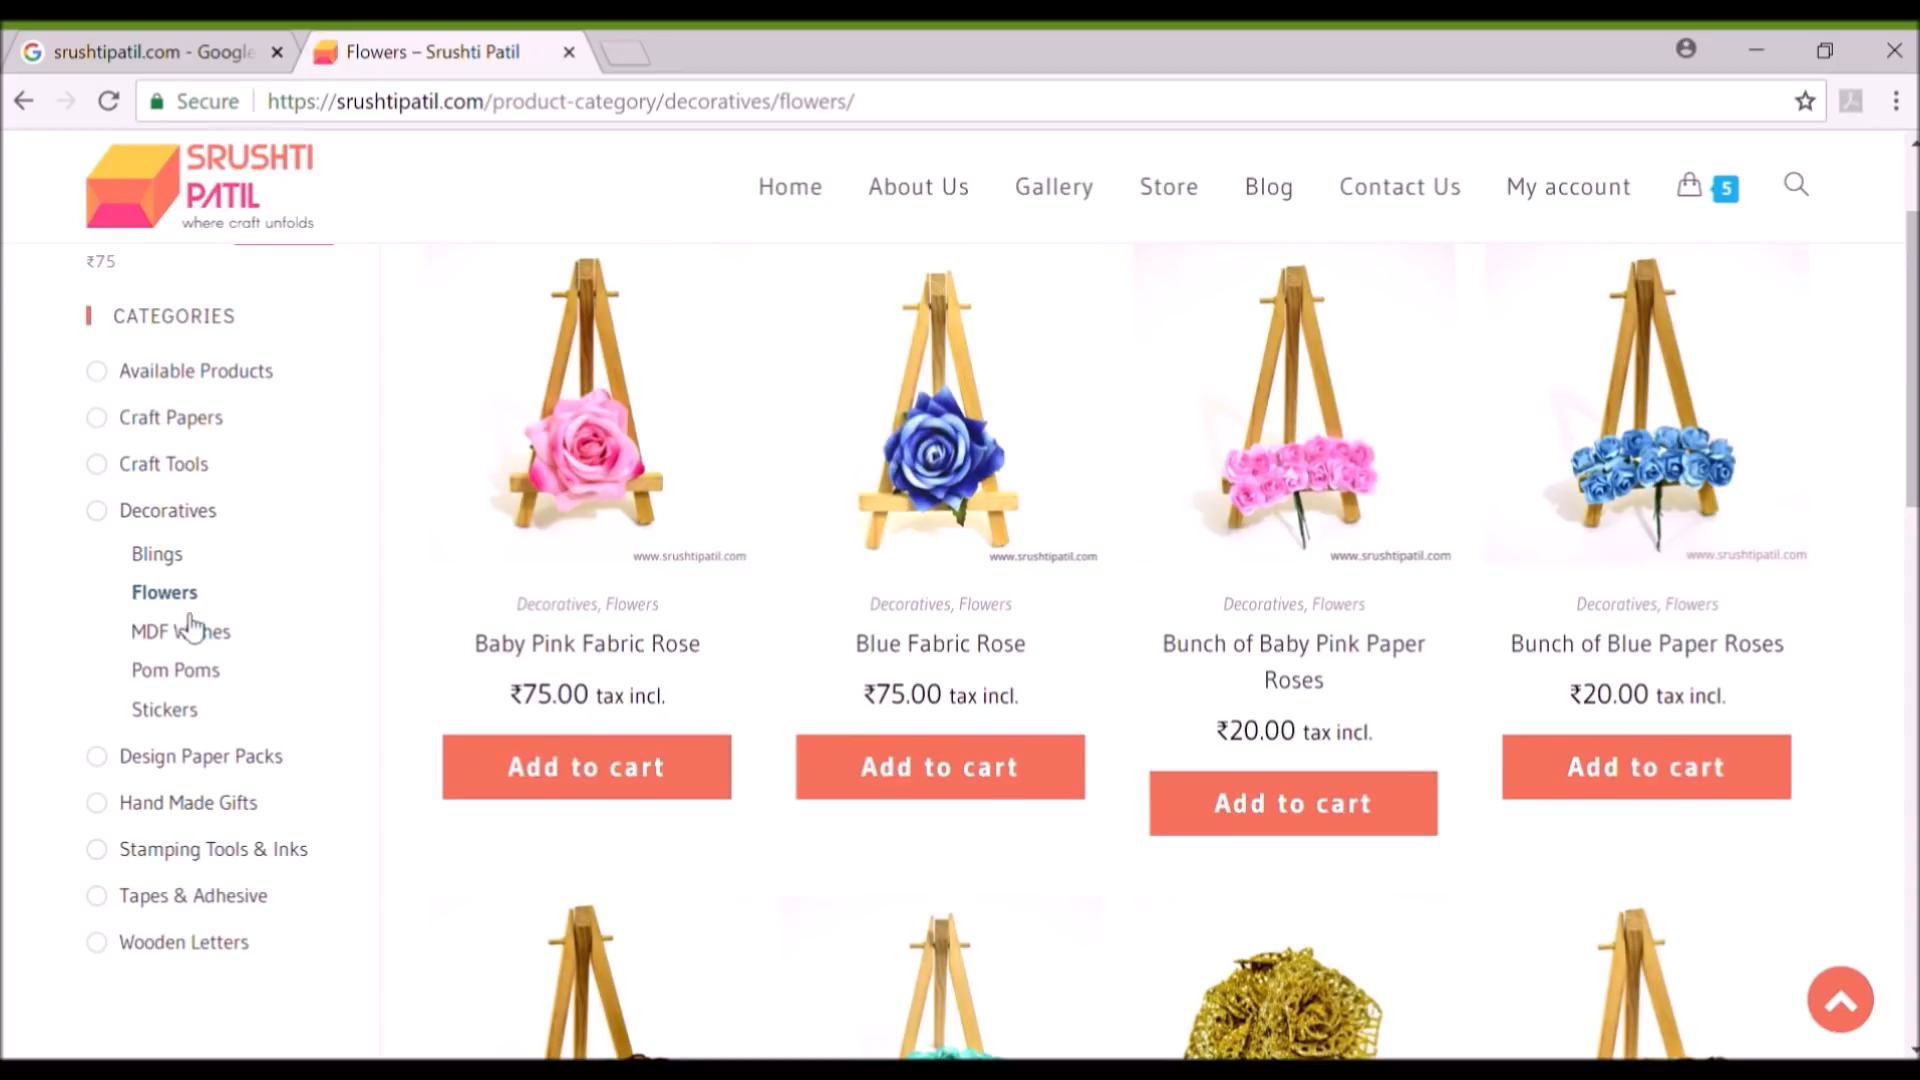 srushtipatil.com - Google
Flowers – Srushti Patil
Secure
https://srushtipatil.com/product-category/decoratives/flowers/
SRUSHTI
PATIL
where craft unfolds
Home
About Us
Gallery
Store
Blog
Contact Us
My account
5
₹75
CATEGORIES
Available Products
Craft Papers
Craft Tools
Decoratives
Blings
Flowers
MDF
Pom Poms
Stickers
Design Paper Packs
Hand Made Gifts
Stamping Tools & Inks
Tapes & Adhesive
Wooden Letters
www.srushtipatil.com
www.srushtipatil.com
www.srushtipatil.com
www.srushtipatil.com
Decoratives, Flowers
Baby Pink Fabric Rose
₹75.00 tax incl.
Add to cart
Decoratives, Flowers
Blue Fabric Rose
₹75.00 tax incl.
Add to cart
Decoratives, Flowers
Bunch of Baby Pink Paper
Roses
₹20.00 tax incl.
Add to cart
Decoratives, Flowers
Bunch of Blue Paper Roses
₹20.00 tax incl.
Add to cart